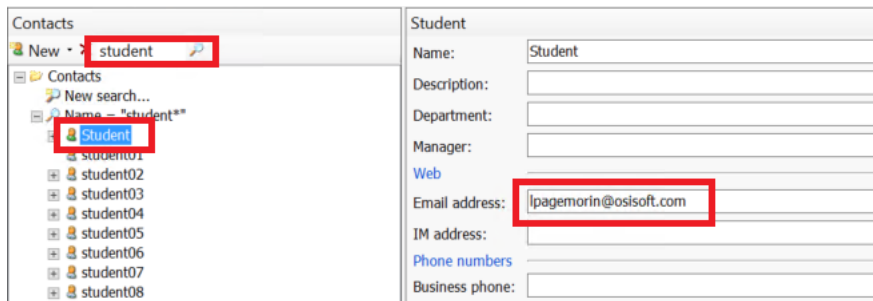 Contacts
New
student
Contacts
New search...
Name = "student*"
Student
student01
student02
student03
student04
student05
student06
student07
student08
Student
Name: Student
Description:
Department:
Manager:
Web
Email address: lpagemorin@osisoft.com
IM address:
Phone numbers
Business phone: